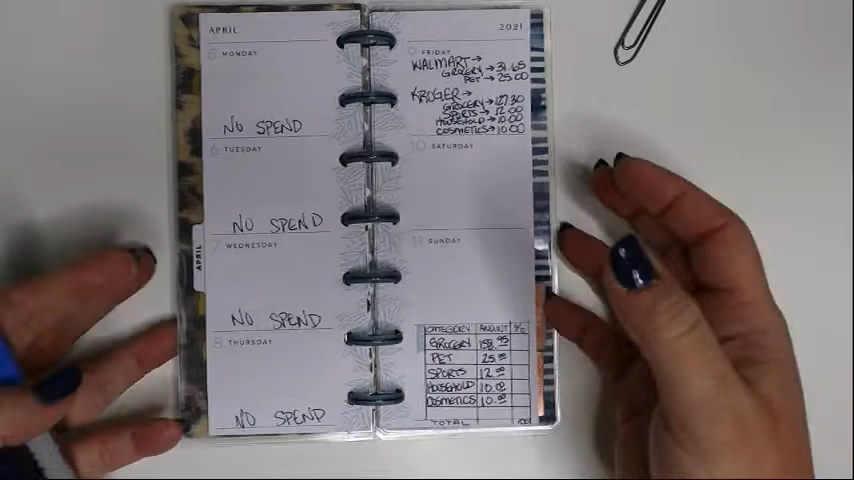 APRIL
5 MONDAY
NO SPEND
6 TUESDAY
NO SPEND
7 WEDNESDAY
NO SPEND
8 THURSDAY
NO SPEND
APRIL
2021
9 FRIDAY
WALMART→
GROCERY→31.65
PET→25.00
KROGER→
GROCERY→127.30
SPORTS→12.00
HOUSEHOLD→10.00
COSMETICS→10.00
10 SATURDAY
11 SUNDAY
CATEGORY AMOUNT %
GROCERY 158.95
PET 25.00
SPORTS 12.00
HOUSEHOLD 10.00
COSMETICS 10.00
TOTAL